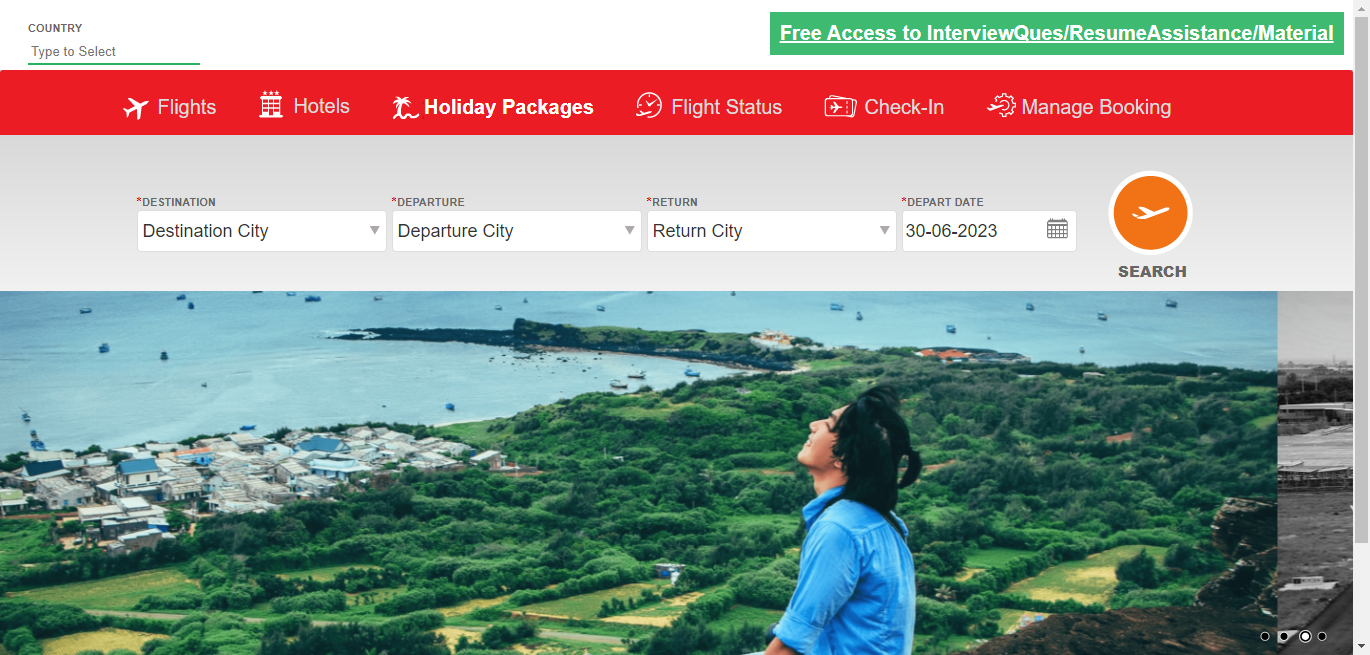 COUNTRY
Type to Select
Free Access to InterviewQues/ResumeAssistance/Material
Flights
Hotels
Holiday Packages
Flight Status
Check-In
Manage Booking
*DESTINATION
*DEPARTURE
*RETURN
*DEPART DATE
Destination City
Departure City
Return City
30-06-2023
SEARCH